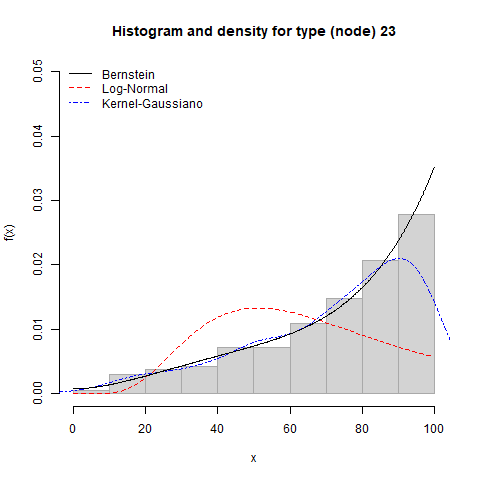 Histogram and density for type (node) 23
Bernstein
Log-Normal
Kernel-Gaussiano
f(x)
0.05
0.04
0.03
0.02
0.01
0.00
0 20 40 60 80 100
x